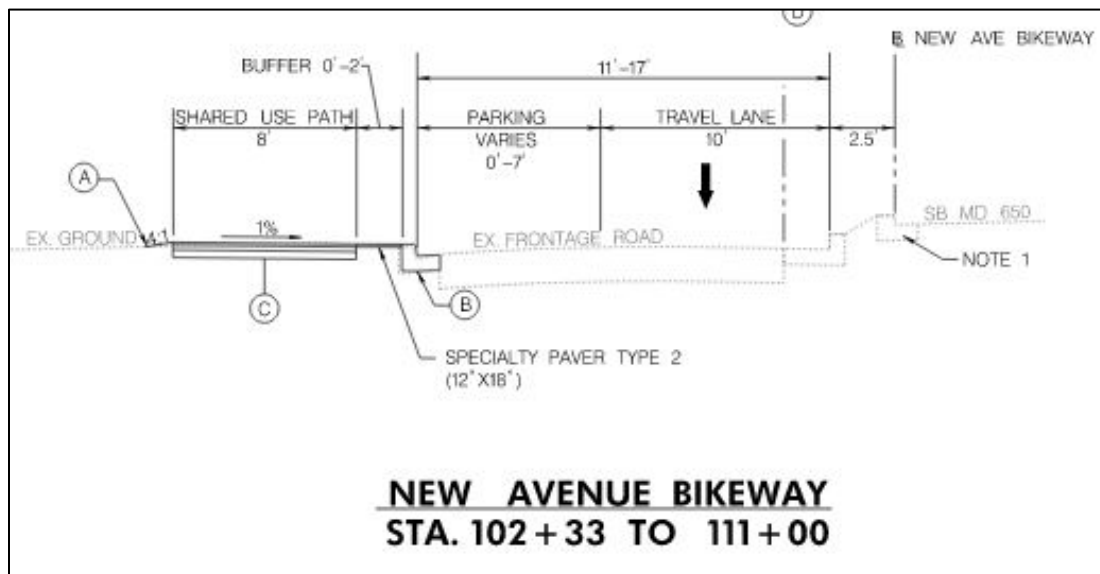 D
B NEW AVE BIKEWAY
BUFFER 0'-2'
11'-17'
SHARED USE PATH
8'
PARKING
VARIES
0'-7'
TRAVEL LANE
10'
2.5'
A
EX. GROUND 4:1
1%
EX. FRONTAGE ROAD
SB MD 650
NOTE 1
B
C
SPECIALTY PAVER TYPE 2
(12"X18")
NEW AVENUE BIKEWAY
STA. 102+33 TO 111+00